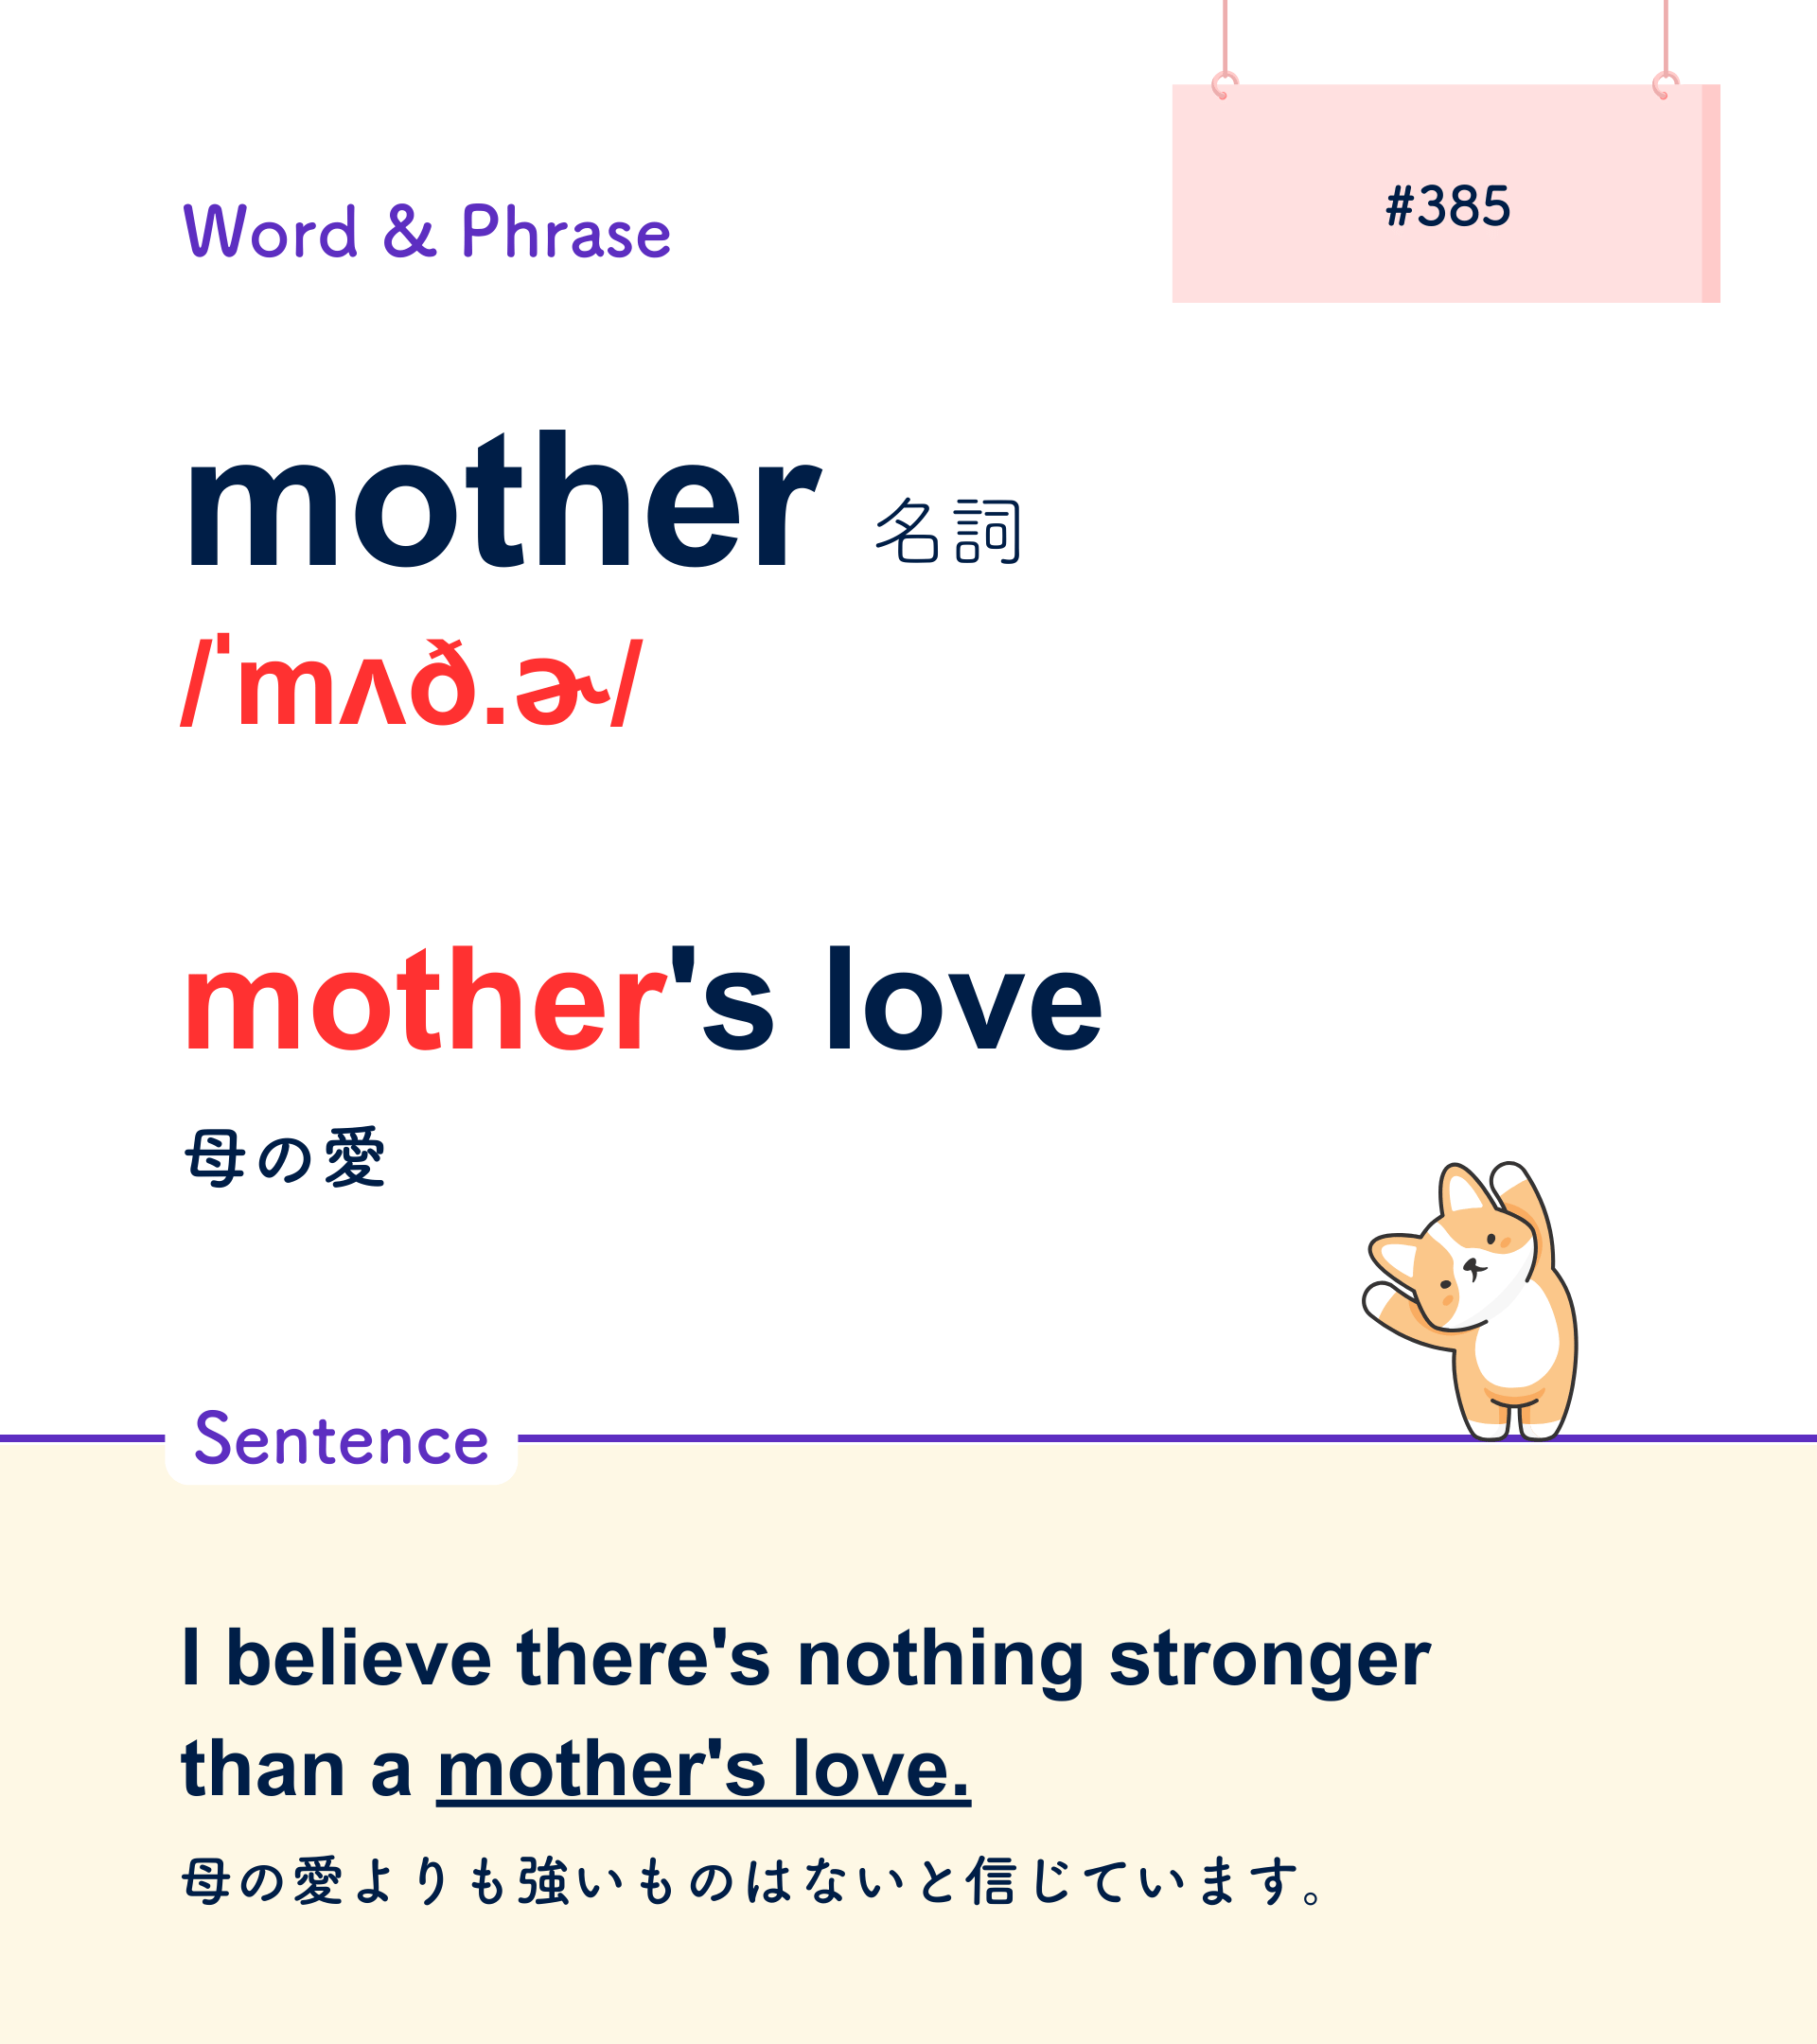 Word & Phrase
#385
mother 名詞
/ˈmʌð.ɚ/
mother's love
母の愛
Sentence
I believe there's nothing stronger
than a mother's love.
母の愛よりも強いものはないと信じています。